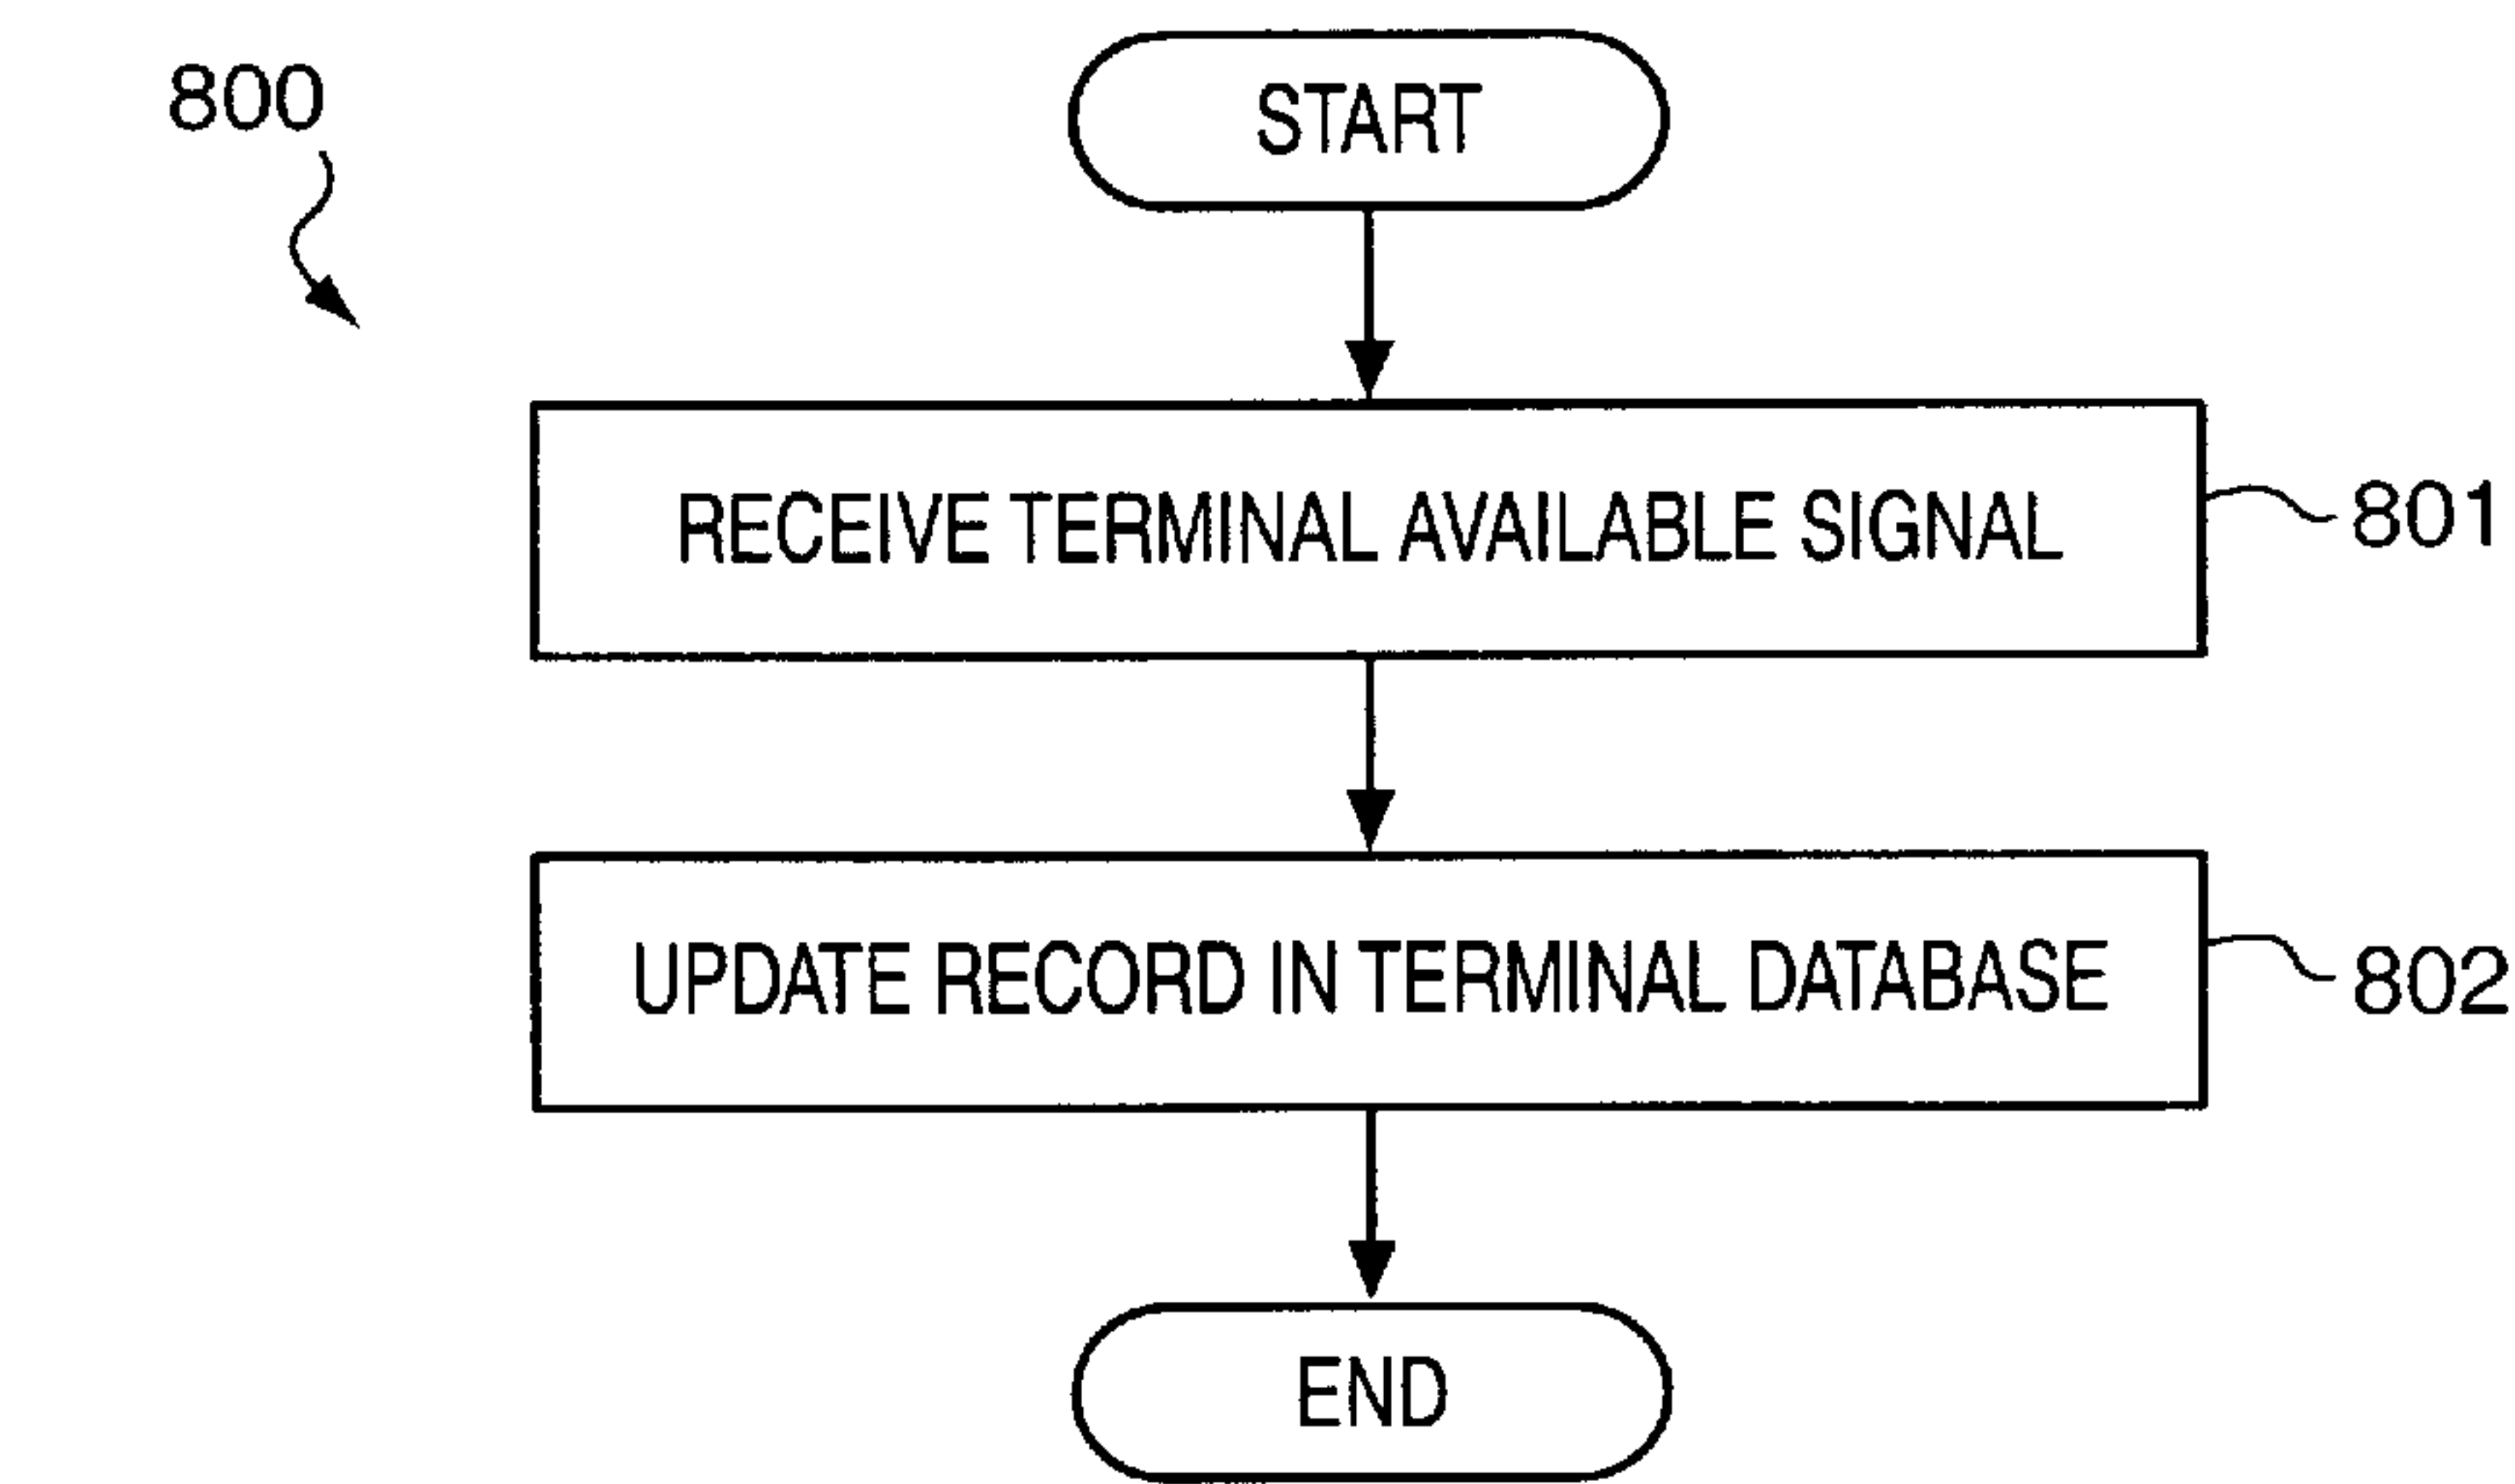 800
START
RECEIVE TERMINAL AVAILABLE SIGNAL
801
UPDATE RECORD IN TERMINAL DATABASE
802
END